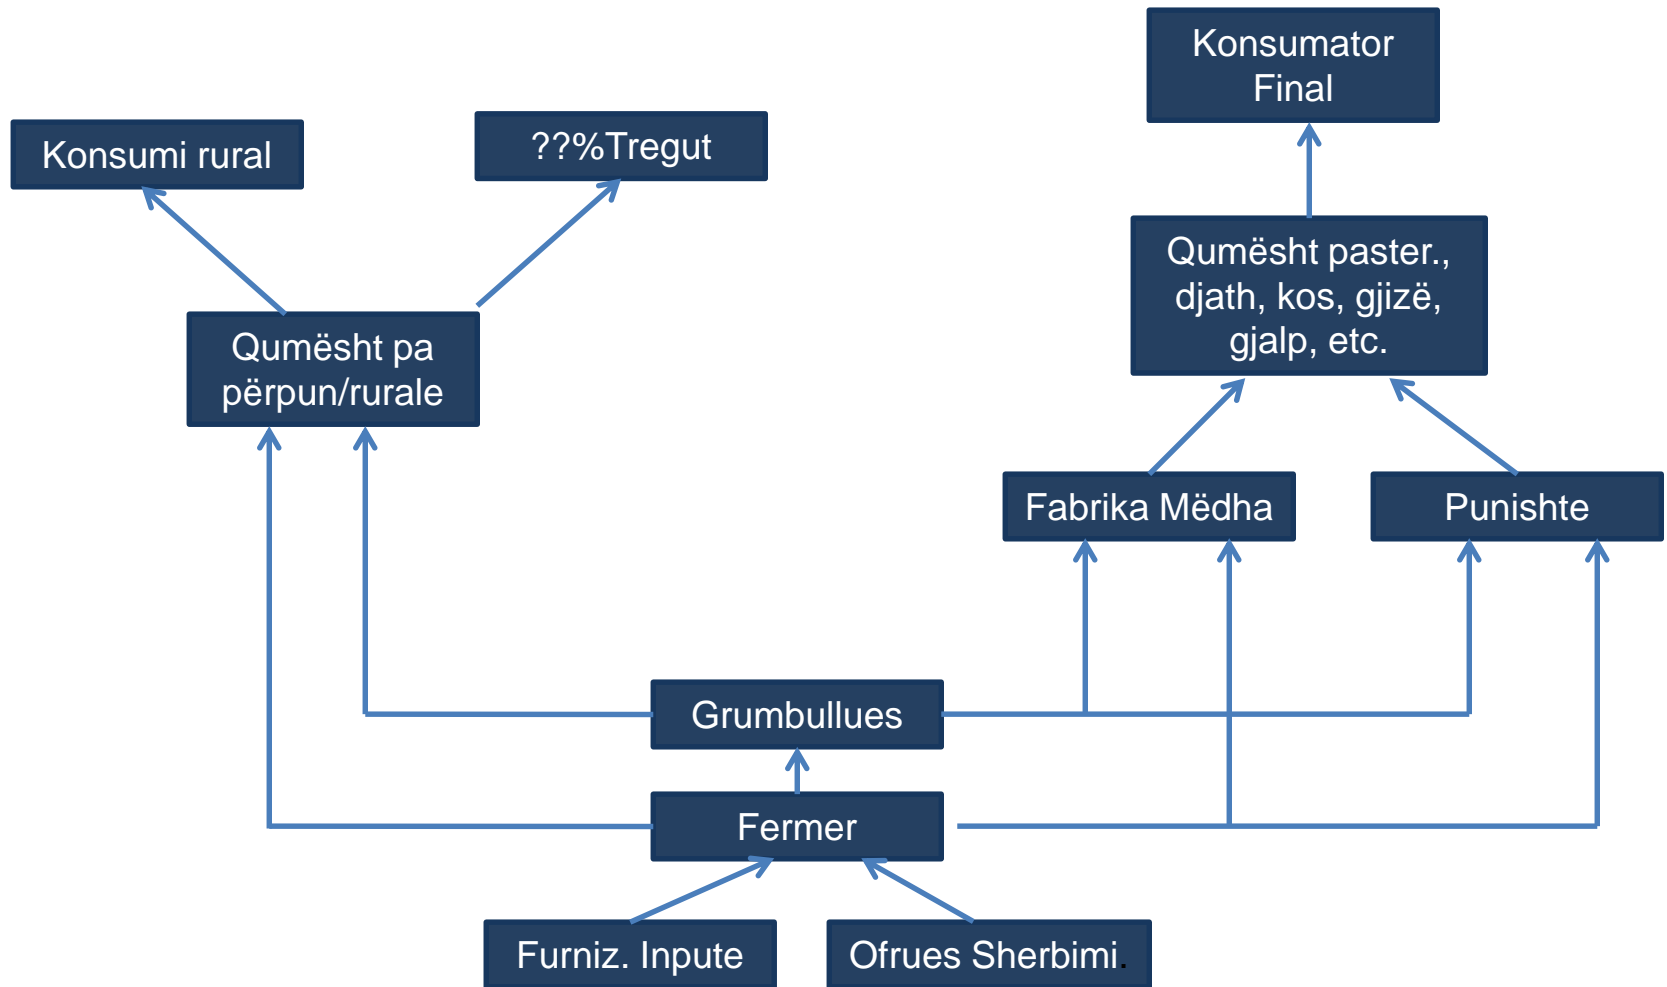 Konsumator
Final
Konsumi rural
??%Tregut
Qumësht paster.,
djath, kos, gjizë,
gjalp, etc.
Qumësht pa
përpun/rurale
Fabrika Mëdha
Punishte
Grumbullues
Fermer
Furniz. Inpute
Ofrues Sherbimi.